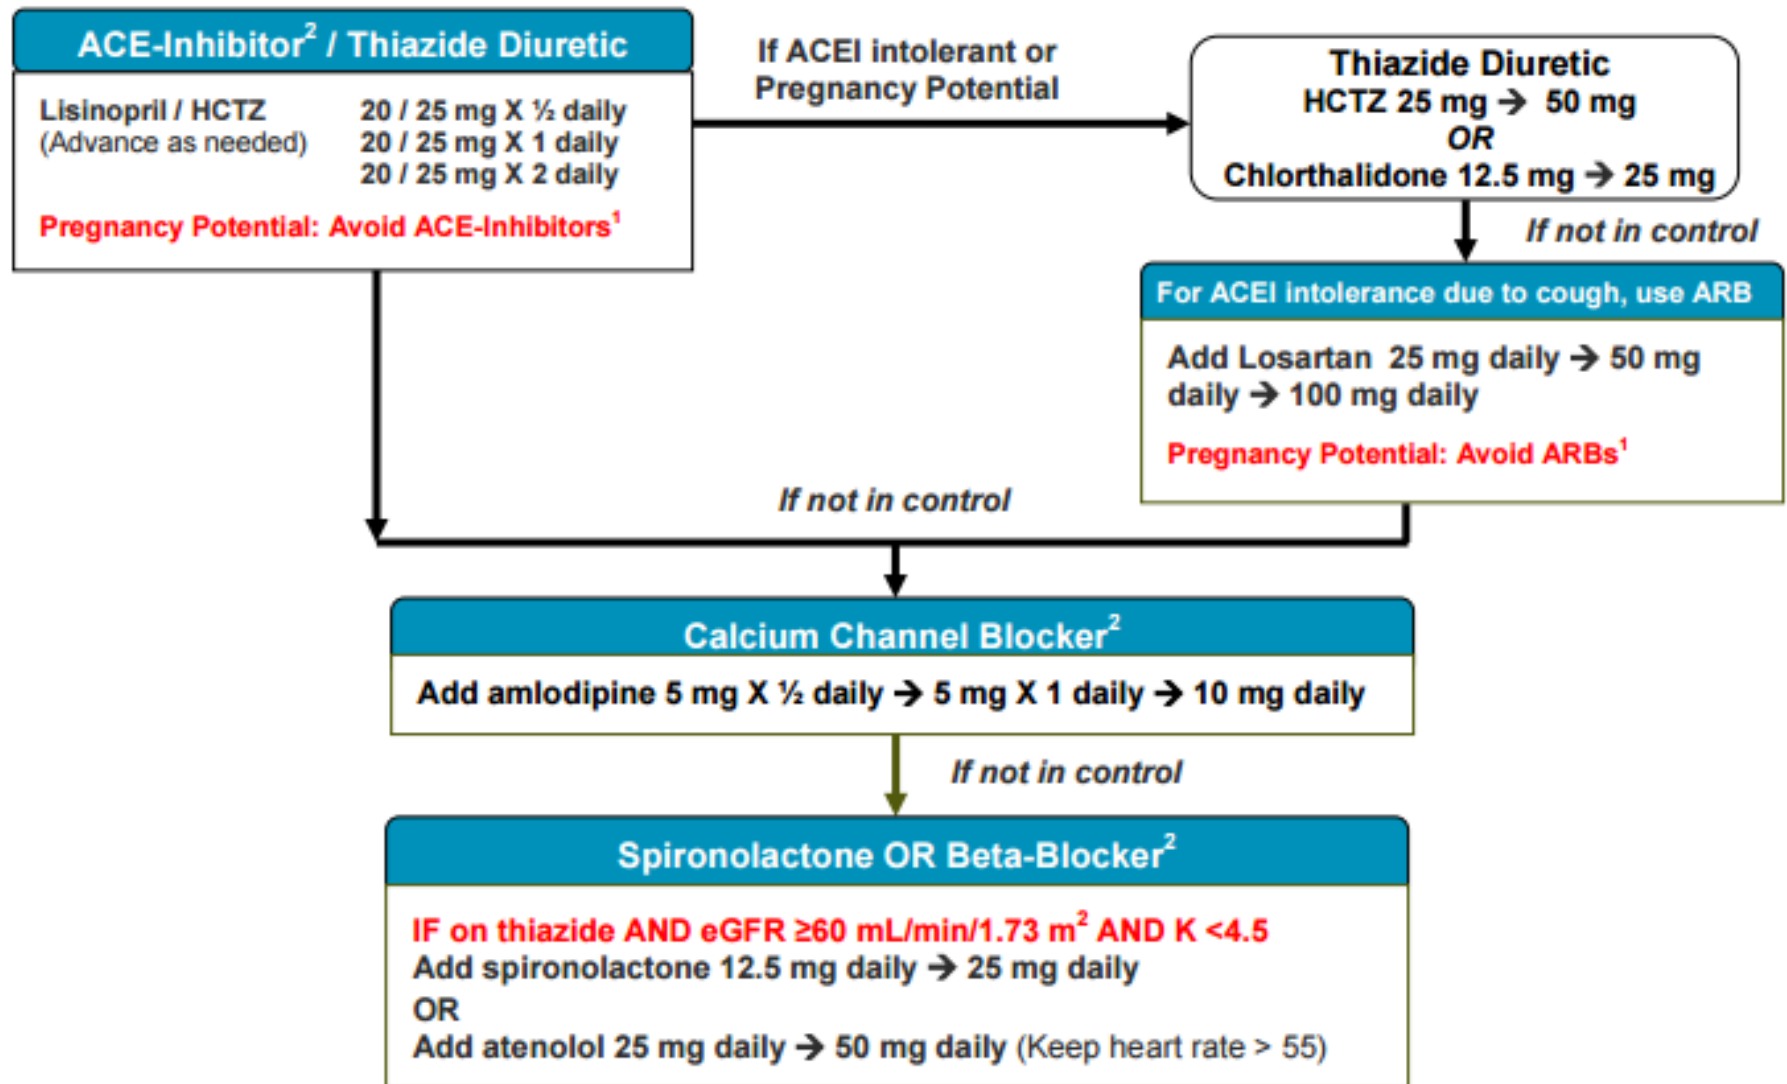 ACE-Inhibitor² / Thiazide Diuretic
Lisinopril / HCTZ 20 / 25 mg X ½ daily
(Advance as needed) 20 / 25 mg X 1 daily
20 / 25 mg X 2 daily
Pregnancy Potential: Avoid ACE-Inhibitors¹
If ACEI intolerant or
Pregnancy Potential
Thiazide Diuretic
HCTZ 25 mg → 50 mg
OR
Chlorthalidone 12.5 mg → 25 mg
If not in control
For ACEI intolerance due to cough, use ARB
Add Losartan 25 mg daily → 50 mg
daily → 100 mg daily
Pregnancy Potential: Avoid ARBs¹
If not in control
Calcium Channel Blocker²
Add amlodipine 5 mg X ½ daily → 5 mg X 1 daily → 10 mg daily
If not in control
Spironolactone OR Beta-Blocker²
IF on thiazide AND eGFR ≥60 mL/min/1.73 m² AND K <4.5
Add spironolactone 12.5 mg daily → 25 mg daily
OR
Add atenolol 25 mg daily → 50 mg daily (Keep heart rate > 55)